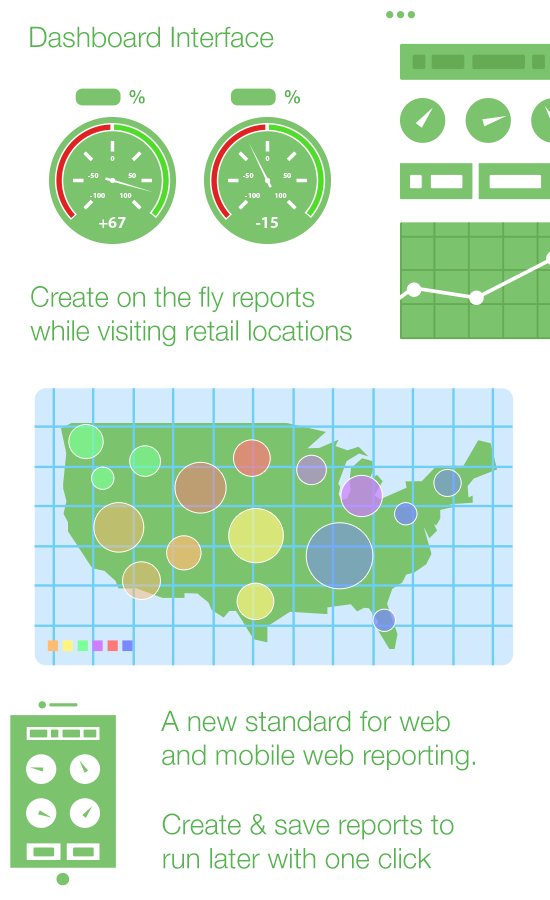 Dashboard Interface
% %
0 0
-50 50 -50 50
-100 100 -100 100
+67 -15
Create on the fly reports
while visiting retail locations
A new standard for web
and mobile web reporting.
Create & save reports to
run later with one click